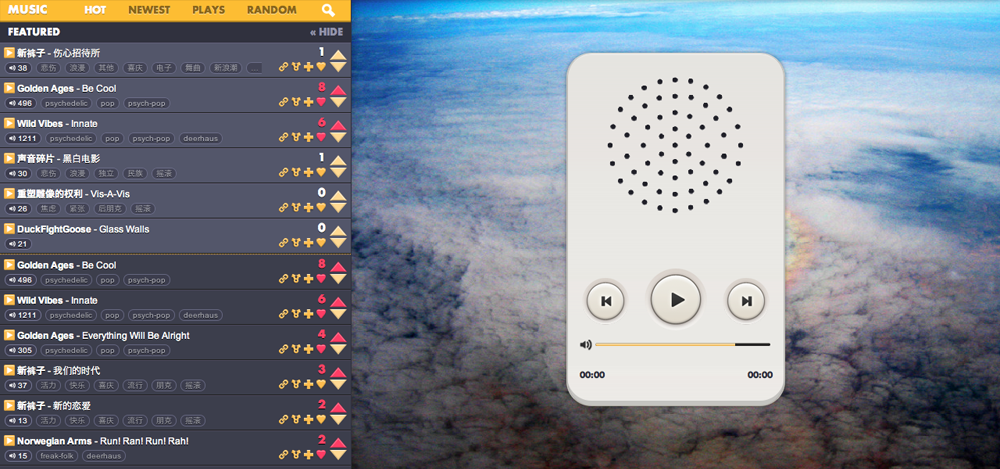 MUSIC HOT NEWEST PLAYS RANDOM
FEATURED « HIDE
新裤子 - 伤心招待所 1
38 悲伤 浪漫 其他 喜庆 电子 舞曲 新浪潮 ...
Golden Ages - Be Cool 8
496 psychedelic pop psych-pop
Wild Vibes - Innate 6
1211 psychedelic pop psych-pop deerhaus
声音碎片 - 黑白电影 1
30 悲伤 浪漫 独立 民族 摇滚
重塑雕像的权利 - Vis-A-Vis 0
26 焦虑 紧张 后朋克 摇滚
DuckFightGoose - Glass Walls 0
21
Golden Ages - Be Cool 8
496 psychedelic pop psych-pop
Wild Vibes - Innate 6
1211 psychedelic pop psych-pop deerhaus
Golden Ages - Everything Will Be Alright 4
305 psychedelic pop psych-pop
新裤子 - 我们的时代 3
37 活力 快乐 喜庆 流行 朋克 摇滚
新裤子 - 新的恋爱 2
13 活力 快乐 喜庆 流行 朋克 摇滚
Norwegian Arms - Run! Ran! Run! Rah! 2
15 freak-folk deerhaus
00:00 00:00